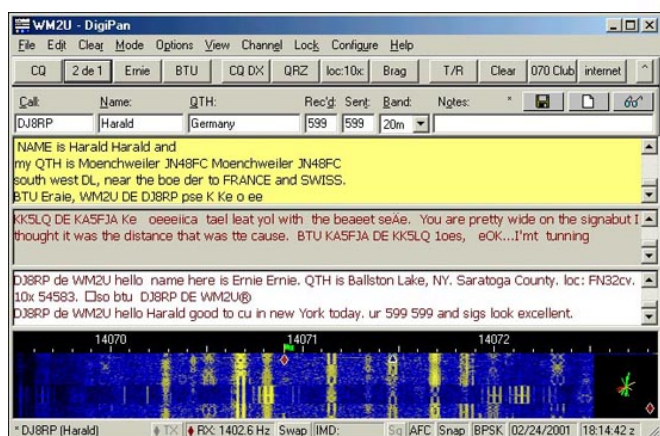 WM2U - DigiPan
File Edit Clear Mode Options View Channel Lock Configure Help
CQ 2 de 1 Ernie BTU CQ DX QRZ loc:10x: Brag T/R Clear 070 Club internet ^
Call: Name: QTH: Rec'd: Sent: Band: Notes: *
DJ8RP Harald Germany 599 599 20m
NAME is Harald Harald and
my QTH is Moenchweiler JN48FC Moenchweiler JN48FC
south west DL, near the boe der to FRANCE and SWISS.
BTU Eraie, WM2U DE DJ8RP pse K Ke o ee
KK5LQ DE KA5FJA Ke oeeeiica tael leat yol with the beaeet seÄe. You are pretty wide on the signabut I
thought it was the distance that was tte cause. BTU KA5FJA DE KK5LQ 1oes, eOK...I'mt tunning
DJ8RP de WM2U hello name here is Ernie Ernie. QTH is Ballston Lake, NY. Saratoga County. loc: FN32cv.
10x 54583. □so btu DJ8RP DE WM2U®
DJ8RP de WM2U hello Harald good to cu in new York today. ur 599 599 and sigs look excellent.
14070 14071 14072
* DJ8RP (Harald) TX RX: 1402.6 Hz Swap IMD: Sq AFC Snap BPSK 02/24/2001 18:14:42 z